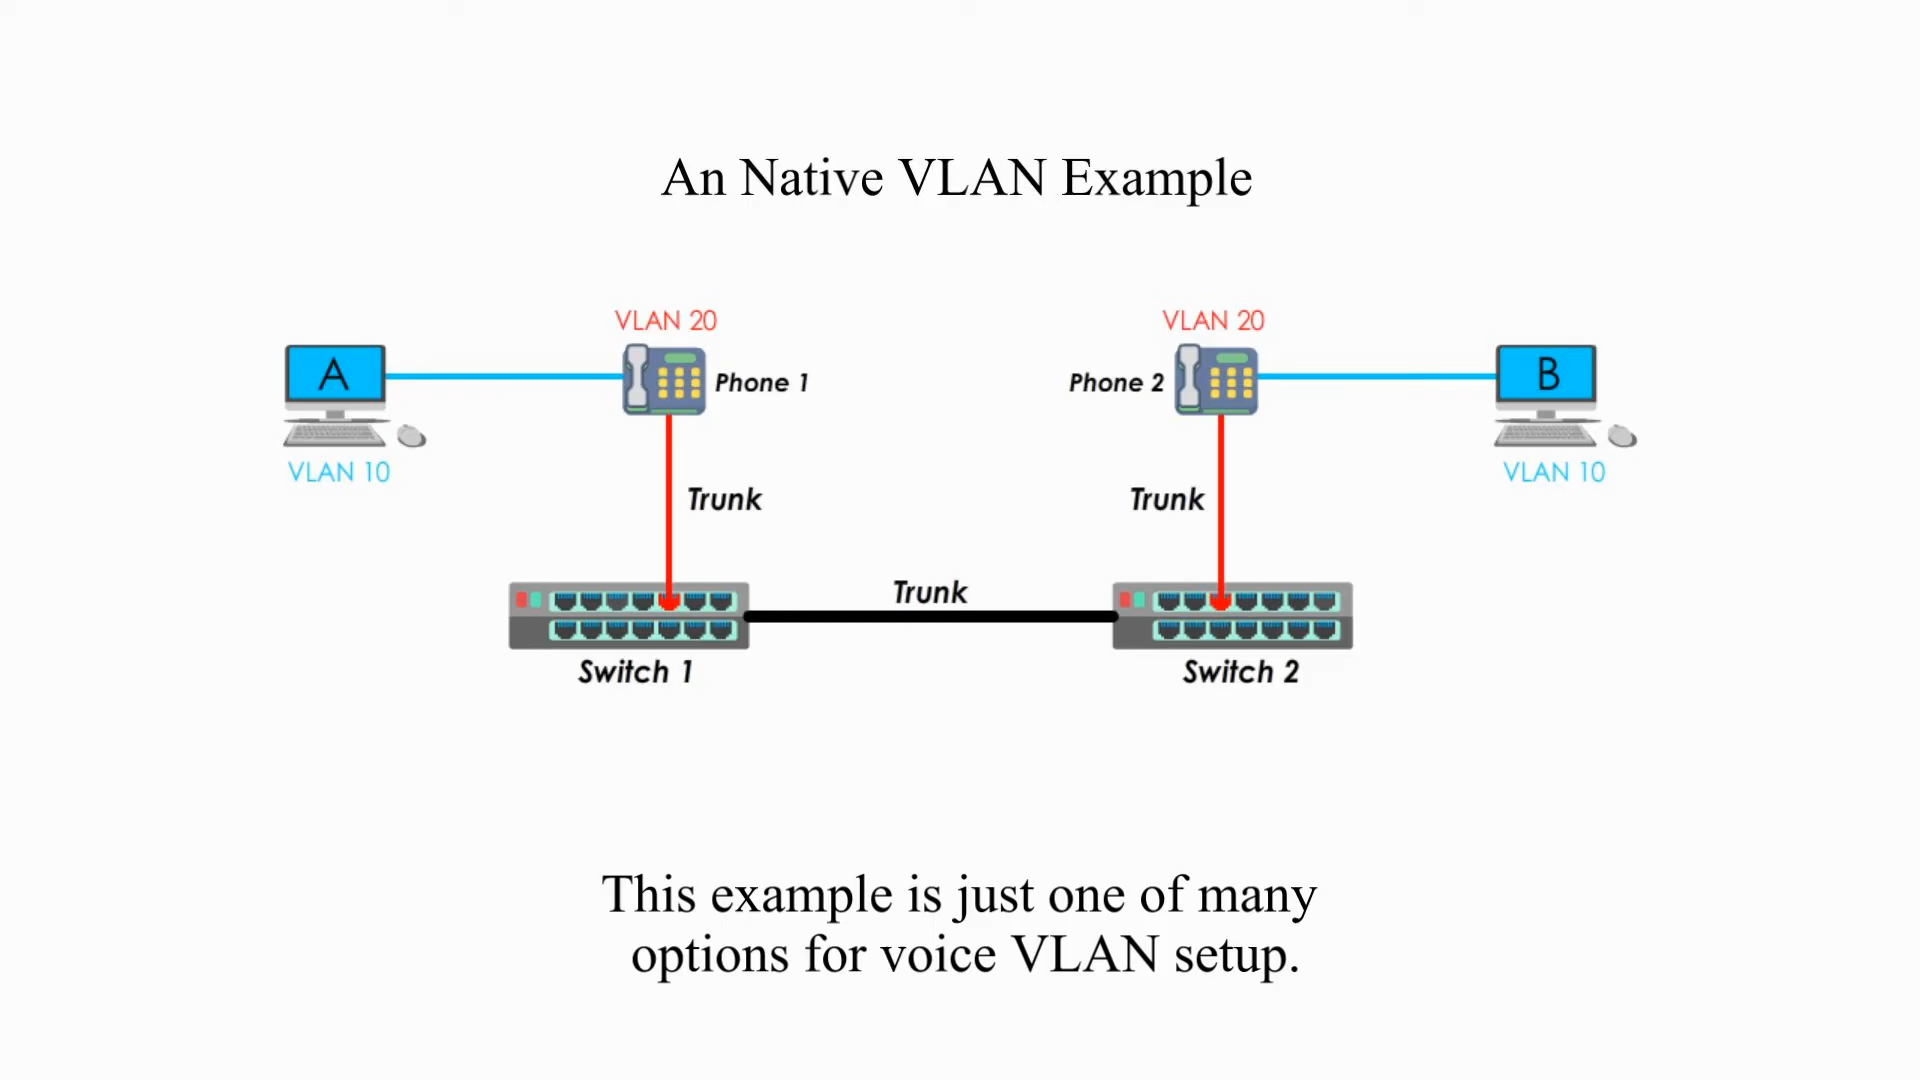 An Native VLAN Example
VLAN 20
VLAN 20
A
Phone 1
Phone 2
B
VLAN 10
VLAN 10
Trunk
Trunk
Trunk
Switch 1
Switch 2
This example is just one of many
options for voice VLAN setup.